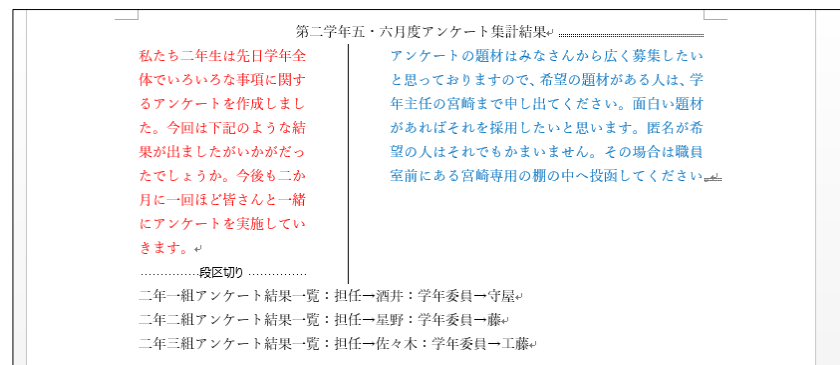 第二学年五・六月度アンケート集計結果
私たち二年生は先日学年全
体でいろいろな事項に関す
るアンケートを作成しまし
た。今回は下記のような結
果が出ましたがいかがだっ
たでしょうか。今後も二か
月に一回ほど皆さんと一緒
にアンケートを実施してい
きます。
段区切り
アンケートの題材はみなさんから広く募集したい
と思っておりますので、希望の題材がある人は、学
年主任の宮崎まで申し出てください。面白い題材
があればそれを採用したいと思います。匿名が希
望の人はそれでもかまいません。その場合は職員
室前にある宮崎専用の棚の中へ投函してください。
二年一組アンケート結果一覧：担任→酒井：学年委員→守屋
二年二組アンケート結果一覧：担任→星野：学年委員→藤
二年三組アンケート結果一覧：担任→佐々木：学年委員→工藤